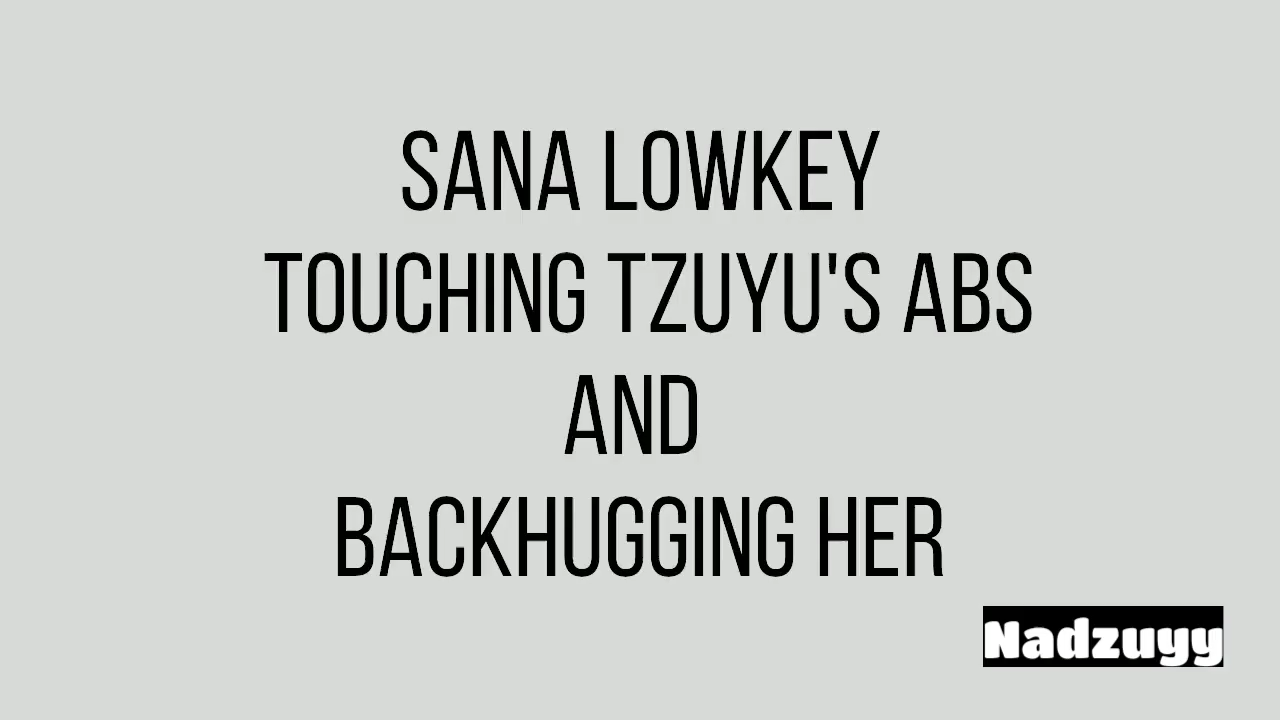 SANA LOWKEY
TOUCHING TZUYU'S ABS
AND
BACKHUGGING HER
Nadzuyy